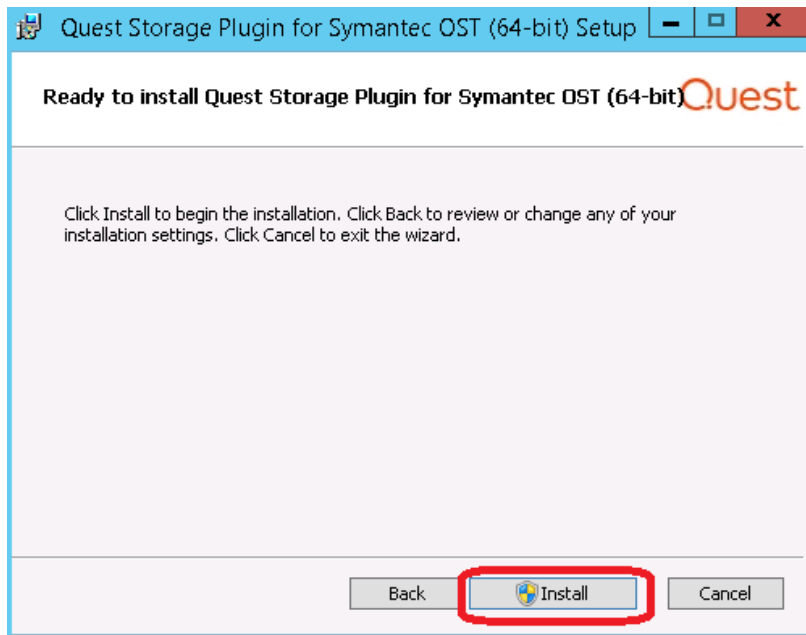 Quest Storage Plugin for Symantec OST (64-bit) Setup
Ready to install Quest Storage Plugin for Symantec OST (64-bit)
Quest
Click Install to begin the installation. Click Back to review or change any of your
installation settings. Click Cancel to exit the wizard.
Back Install Cancel